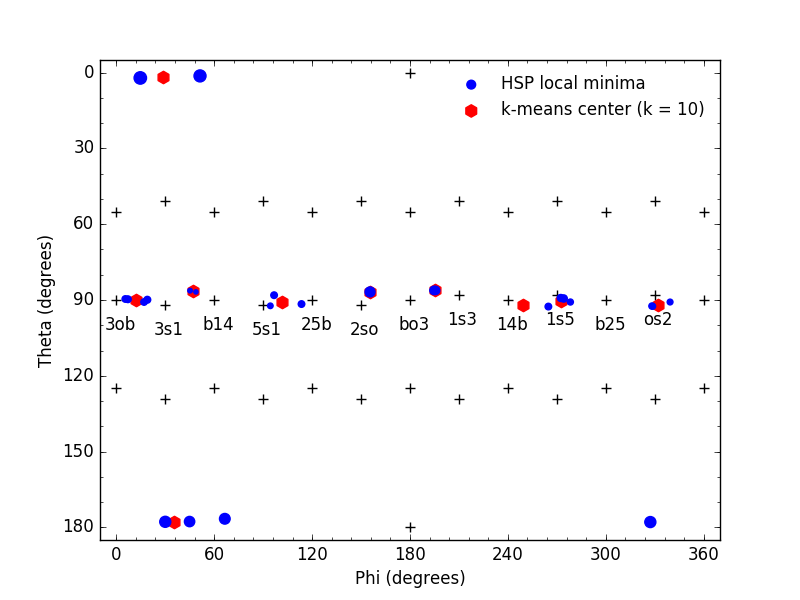 0
30
60
90
120
150
180
Theta (degrees)
HSP local minima
k-means center (k = 10)
3ob 3s1 b14 5s1 25b 2so bo3 1s3 14b 1s5 b25 os2
0 60 120 180 240 300 360
Phi (degrees)